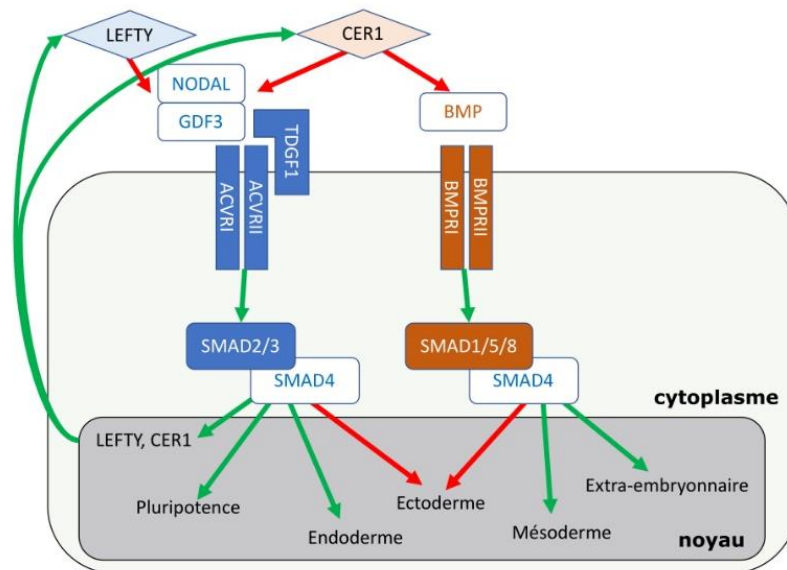 LEFTY
CER1
NODAL
GDF3
TDGF1
BMP
ACVRI
ACVRII
BMPRI
BMPRII
SMAD2/3
SMAD4
SMAD1/5/8
SMAD4
cytoplasme
LEFTY, CER1
Pluripotence
Endoderme
Ectoderme
Mésoderme
Extra-embryonnaire
noyau